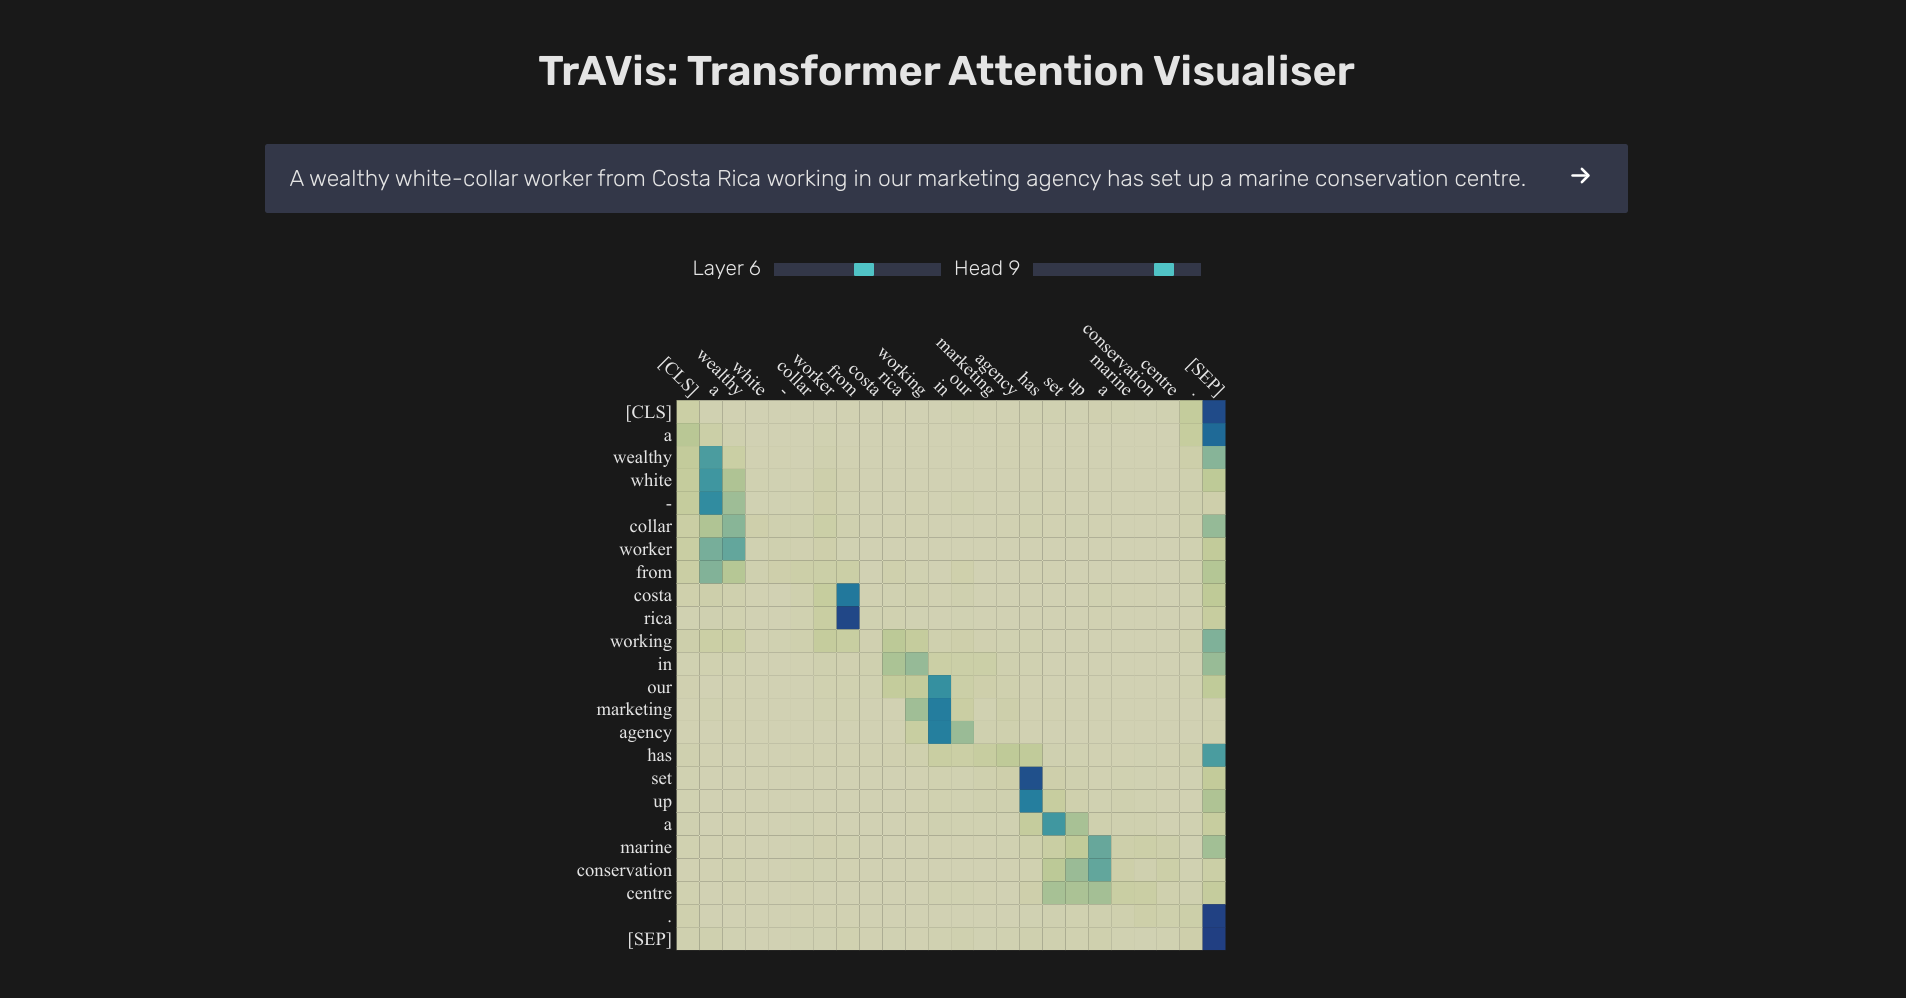 TrAVis: Transformer Attention Visualiser
A wealthy white-collar worker from Costa Rica working in our marketing agency has set up a marine conservation centre. →
Layer 6 Head 9
[CLS] a wealthy white - collar worker from costa rica working in our marketing agency has set up a marine conservation centre . [SEP]
[CLS]
a
wealthy
white
-
collar
worker
from
costa
rica
working
in
our
marketing
agency
has
set
up
a
marine
conservation
centre
.
[SEP]